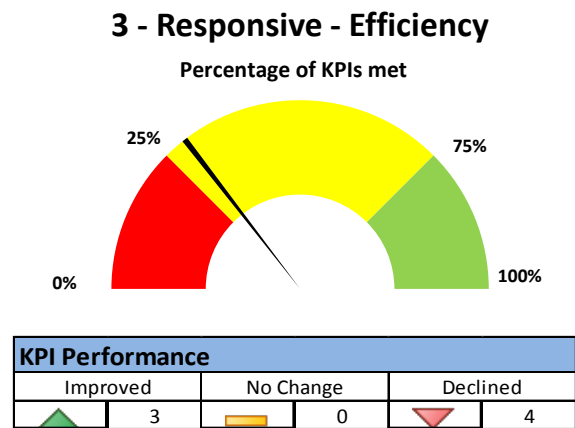 3 - Responsive - Efficiency
Percentage of KPIs met
25%
75%
0%
100%
KPI Performance
Improved No Change Declined
3 0 4